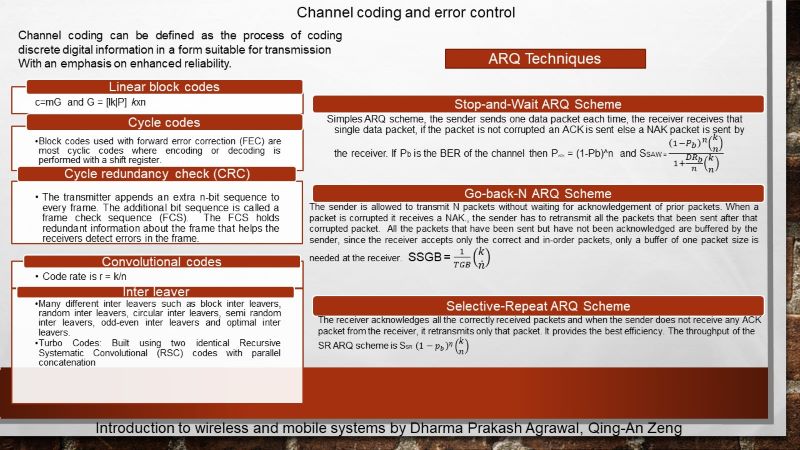 Channel coding and error control
Channel coding can be defined as the process of coding
discrete digital information in a form suitable for transmission
With an emphasis on enhanced reliability.
Linear block codes
c=mG and G = [Ik|P] kxn
Cycle codes
•Block codes used with forward error correction (FEC) are
most cyclic codes where encoding or decoding is
performed with a shift register.
Cycle redundancy check (CRC)
• The transmitter appends an extra n-bit sequence to
every frame. The additional bit sequence is called a
frame check sequence (FCS). The FCS holds
redundant information about the frame that helps the
receivers detect errors in the frame.
Convolutional codes
• Code rate is r = k/n
Inter leaver
•Many different inter leavers such as block inter leavers,
random inter leavers, circular inter leavers, semi random
inter leavers, odd-even inter leavers and optimal inter
leavers.
•Turbo Codes: Built using two identical Recursive
Systematic Convolutional (RSC) codes with parallel
concatenation
ARQ Techniques
Stop-and-Wait ARQ Scheme
Simples ARQ scheme, the sender sends one data packet each time, the receiver receives that
single data packet, if the packet is not corrupted an ACK is sent else a NAK packet is sent by
the receiver. If Pb is the BER of the channel then P = (1-Pb)^n and SSAW = (1−Pb)^n(k/n) / 1+DRb/n (k/n)
Go-back-N ARQ Scheme
The sender is allowed to transmit N packets without waiting for acknowledgement of prior packets. When a
packet is corrupted it receives a NAK., the sender has to retransmit all the packets that been sent after that
corrupted packet. All the packets that have been sent but have not been acknowledged are buffered by the
sender, since the receiver accepts only the correct and in-order packets, only a buffer of one packet size is
needed at the receiver. SSGB = 1/TGB (k/n)
Selective-Repeat ARQ Scheme
The receiver acknowledges all the correctly received packets and when the sender does not receive any ACK
packet from the receiver, it retransmits only that packet. It provides the best efficiency. The throughput of the
SR ARQ scheme is SSR (1 − pb)^n (k/n)
Introduction to wireless and mobile systems by Dharma Prakash Agrawal, Qing-An Zeng